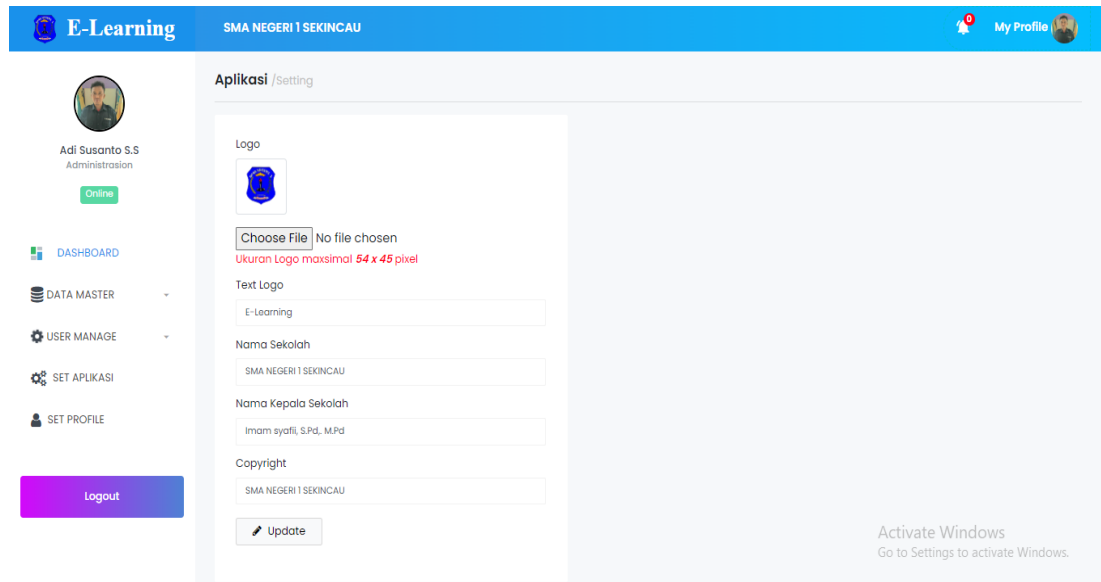 E-Learning
SMA NEGERI 1 SEKINCAU
0
My Profile
Adi Susanto S.S
Administrasion
Online
DASHBOARD
DATA MASTER
USER MANAGE
SET APLIKASI
SET PROFILE
Logout
Aplikasi /Setting
Logo
Choose File No file chosen
Ukuran Logo maxsimal 54 x 45 pixel
Text Logo
E-Learning
Nama Sekolah
SMA NEGERI 1 SEKINCAU
Nama Kepala Sekolah
Imam syafii, S.Pd,. M.Pd
Copyright
SMA NEGERI 1 SEKINCAU
Update
Activate Windows
Go to Settings to activate Windows.